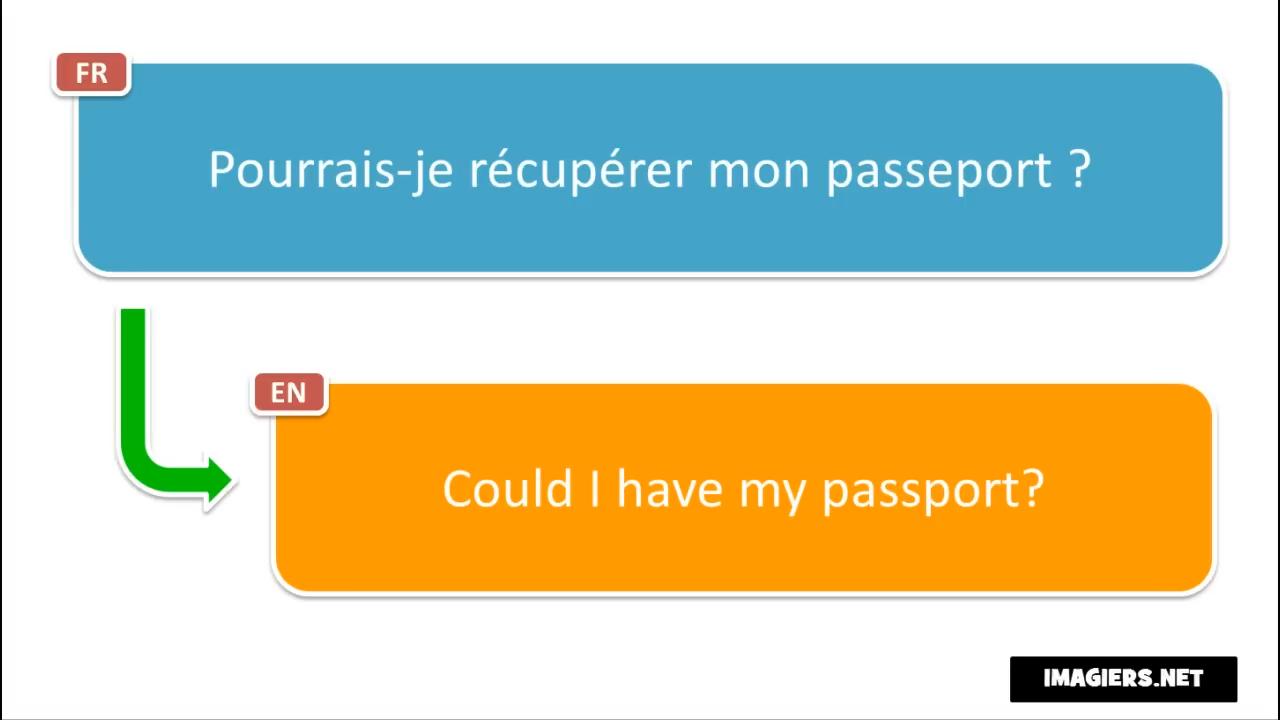 FR
Pourrais-je récupérer mon passeport ?
EN
Could I have my passport?
IMAGIERS.NET